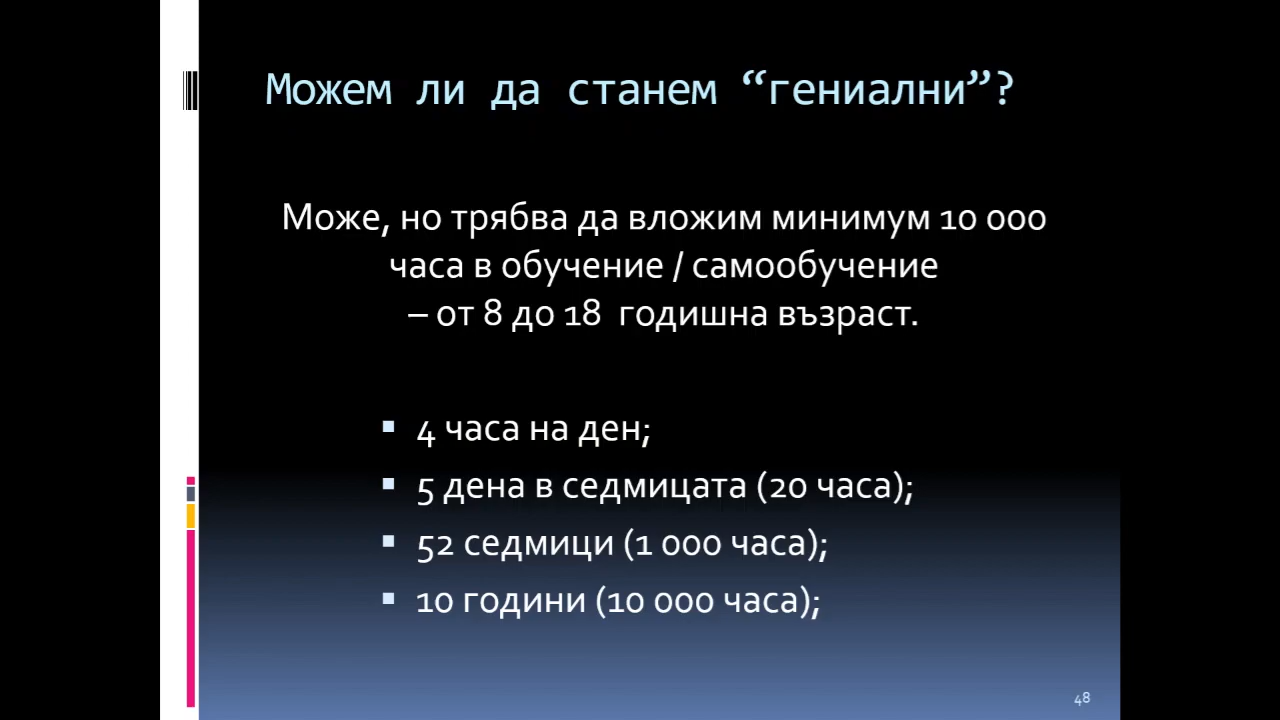 Можем ли да станем “гениални”?
Може, но трябва да вложим минимум 10 000
часа в обучение / самообучение
– от 8 до 18 годишна възраст.
▪ 4 часа на ден;
▪ 5 дена в седмицата (20 часа);
▪ 52 седмици (1 000 часа);
▪ 10 години (10 000 часа);
48